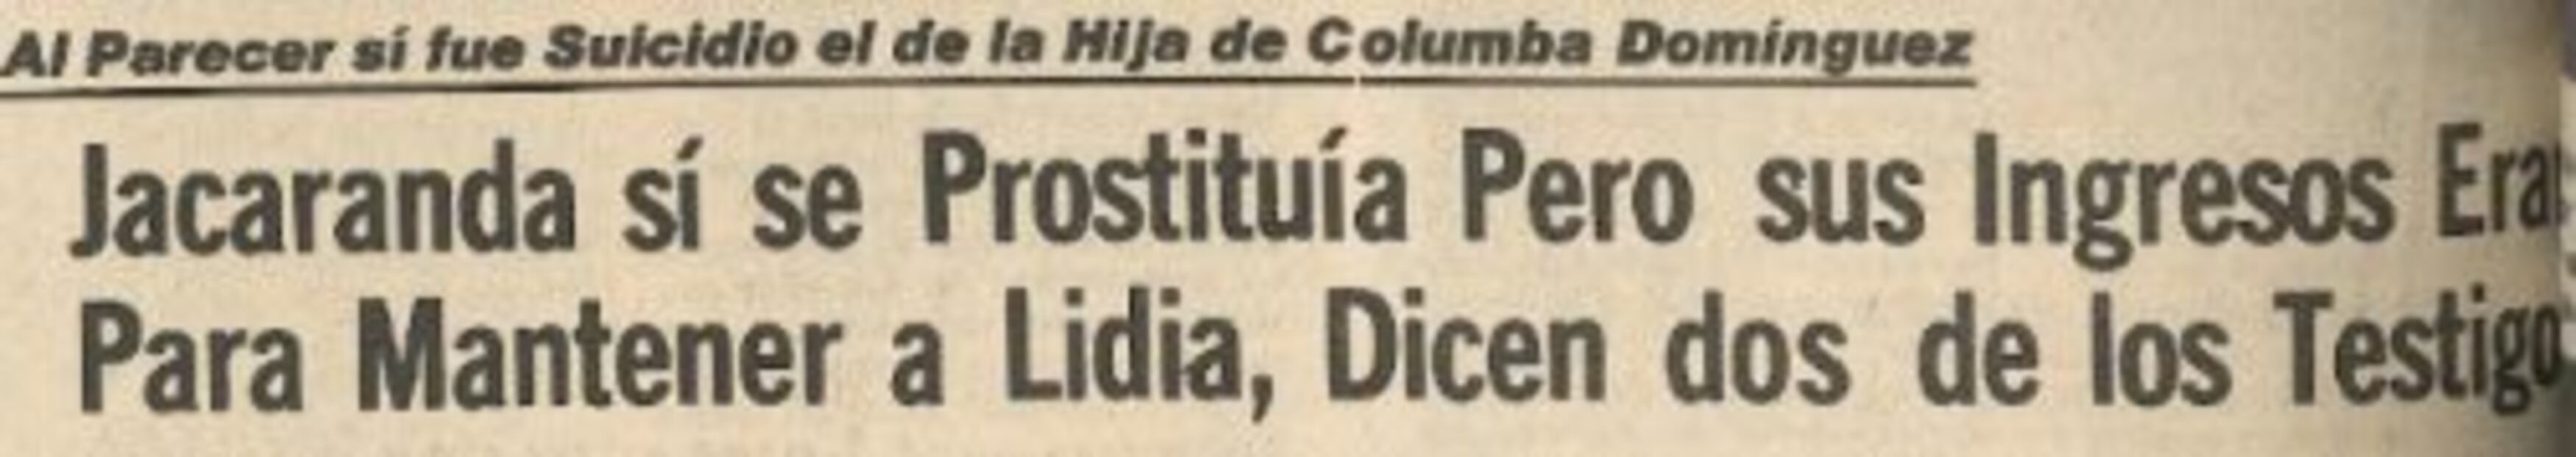 Al Parecer sí fue Suicidio el de la Hija de Columba Domínguez
Jacaranda sí se Prostituía Pero sus Ingresos Era
Para Mantener a Lidia, Dicen dos de los Testigo